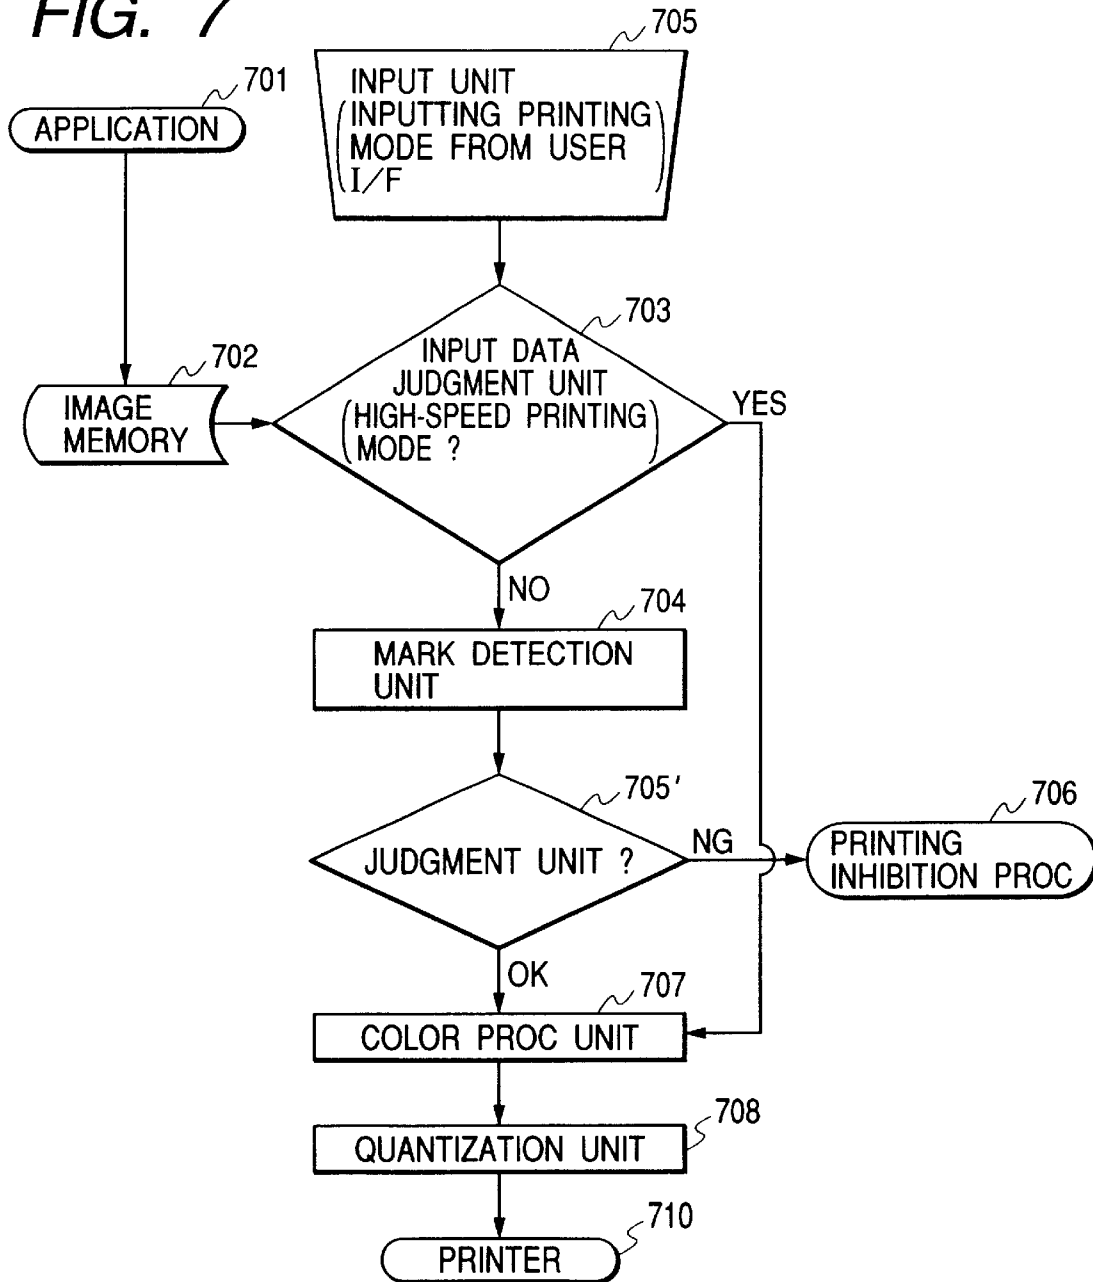 FIG. 7
705
INPUT UNIT
(INPUTTING PRINTING
MODE FROM USER
I/F)
701
APPLICATION
703
702
INPUT DATA
JUDGMENT UNIT
(HIGH-SPEED PRINTING
MODE ?)
YES
IMAGE
MEMORY
NO
704
MARK DETECTION
UNIT
705'
JUDGMENT UNIT ?
NG
706
PRINTING
INHIBITION PROC
OK
707
COLOR PROC UNIT
708
QUANTIZATION UNIT
710
PRINTER